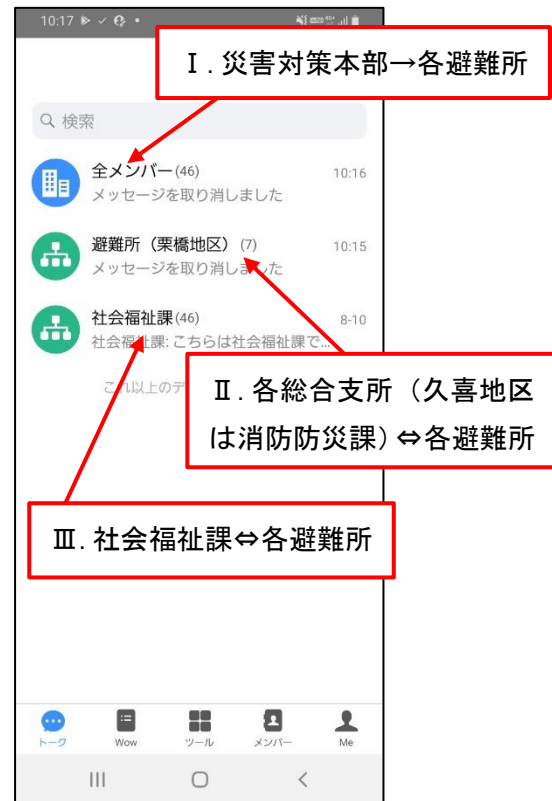 10:17
Ⅰ.災害対策本部→各避難所
検索
全メンバー(46)
10:16
メッセージを取り消しました
避難所（栗橋地区）(7)
10:15
メッセージを取り消しました
社会福祉課(46)
8-10
社会福祉課: こちらは社会福祉課で...
これ以上のデ
Ⅱ.各総合支所（久喜地区
は消防防災課）⇔各避難所
Ⅲ.社会福祉課⇔各避難所
トーク
Wow
ツール
メンバー
Me